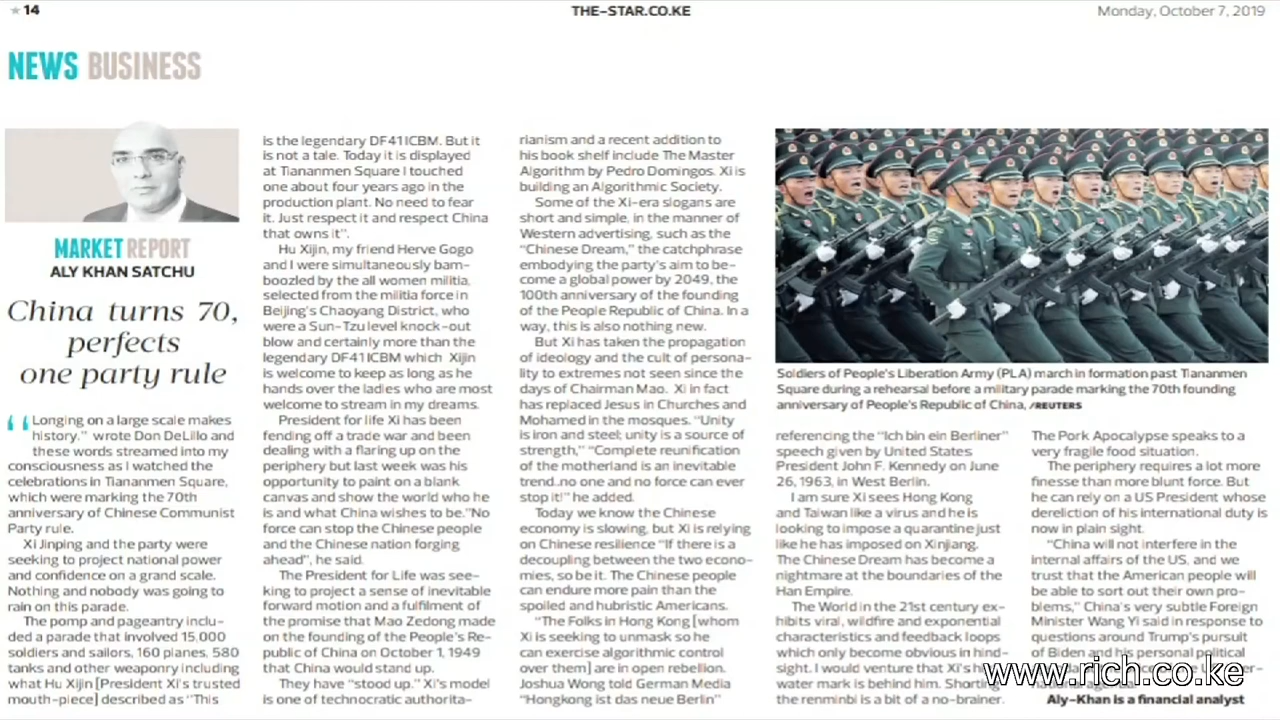 ★ 14
THE-STAR.CO.KE
Monday, October 7, 2019
NEWS BUSINESS
MARKET REPORT
ALY KHAN SATCHU
China turns 70,
perfects
one party rule
“Longing on a large scale makes
history.” wrote Don DeLillo and
these words streamed into my
consciousness as I watched the
celebrations in Tiananmen Square,
which were marking the 70th
anniversary of Chinese Communist
Party rule.
Xi Jinping and the party were
seeking to project national power
and confidence on a grand scale.
Nothing and nobody was going to
rain on this parade.
The pomp and pageantry inclu-
ded a parade that involved 15,000
soldiers and sailors, 160 planes, 580
tanks and other weaponry including
what Hu Xijin [President Xi's trusted
mouth-piece] described as “This
is the legendary DF41 ICBM. But it
is not a tale. Today it is displayed
at Tiananmen Square I touched
one about four years ago in the
production plant. No need to fear
it. Just respect it and respect China
that owns it”.
Hu Xijin, my friend Herve Gogo
and I were simultaneously bam-
boozled by the all women militia,
selected from the militia force in
Beijing's Chaoyang District, who
were a Sun-Tzu level knock-out
blow and certainly more than the
legendary DF41 ICBM which Xijin
is welcome to keep as long as he
hands over the ladies who are most
welcome to stream in my dreams.
President for life Xi has been
fending off a trade war and been
dealing with a flaring up on the
periphery but last week was his
opportunity to paint on a blank
canvas and show the world who he
is and what China wishes to be.”No
force can stop the Chinese people
and the Chinese nation forging
ahead”, he said.
The President for Life was see-
king to project a sense of inevitable
forward motion and a fulfilment of
the promise that Mao Zedong made
on the founding of the People's Re-
public of China on October 1, 1949
that China would stand up.
They have “stood up.” Xi's model
is one of technocratic authorita-
rianism and a recent addition to
his book shelf include The Master
Algorithm by Pedro Domingos. Xi is
building an Algorithmic Society.
Some of the Xi-era slogans are
short and simple, in the manner of
Western advertising, such as the
“Chinese Dream,” the catchphrase
embodying the party's aim to be-
come a global power by 2049, the
100th anniversary of the founding
of the People Republic of China. In a
way, this is also nothing new.
But Xi has taken the propagation
of ideology and the cult of persona-
lity to extremes not seen since the
days of Chairman Mao. Xi in fact
has replaced Jesus in Churches and
Mohamed in the mosques. “Unity
is iron and steel; unity is a source of
strength,” “Complete reunification
of the motherland is an inevitable
trend..no one and no force can ever
stop it!” he added.
Today we know the Chinese
economy is slowing, but Xi is relying
on Chinese resilience “If there is a
decoupling between the two econo-
mies, so be it. The Chinese people
can endure more pain than the
spoiled and hubristic Americans.
“The Folks in Hong Kong [whom
Xi is seeking to unmask so he
can exercise algorithmic control
over them] are in open rebellion.
Joshua Wong told German Media
“Hongkong ist das neue Berlin”
Soldiers of People's Liberation Army (PLA) march in formation past Tiananmen
Square during a rehearsal before a military parade marking the 70th founding
anniversary of People's Republic of China, /REUTERS
referencing the “Ich bin ein Berliner”
speech given by United States
President John F. Kennedy on June
26, 1963, in West Berlin.
I am sure Xi sees Hong Kong
and Taiwan like a virus and he is
looking to impose a quarantine just
like he has imposed on Xinjiang.
The Chinese Dream has become a
nightmare at the boundaries of the
Han Empire.
The World in the 21st century ex-
hibits viral, wildfire and exponential
characteristics and feedback loops
which only become obvious in hind-
sight. I would venture that Xi's
water mark is behind him. Shorting
the renminbi is a bit of a no-brainer.
The Pork Apocalypse speaks to a
very fragile food situation.
The periphery requires a lot more
finesse than more blunt force. But
he can rely on a US President whose
dereliction of his international duty is
now in plain sight.
“China will not interfere in the
internal affairs of the US, and we
trust that the American people will
be able to sort out their own pro-
blems,” China's very subtle Foreign
Minister Wang Yi said in response to
questions around Trump's pursuit
of Biden and his personal political
Aly-Khan is a financial analyst
www.rich.co.ke